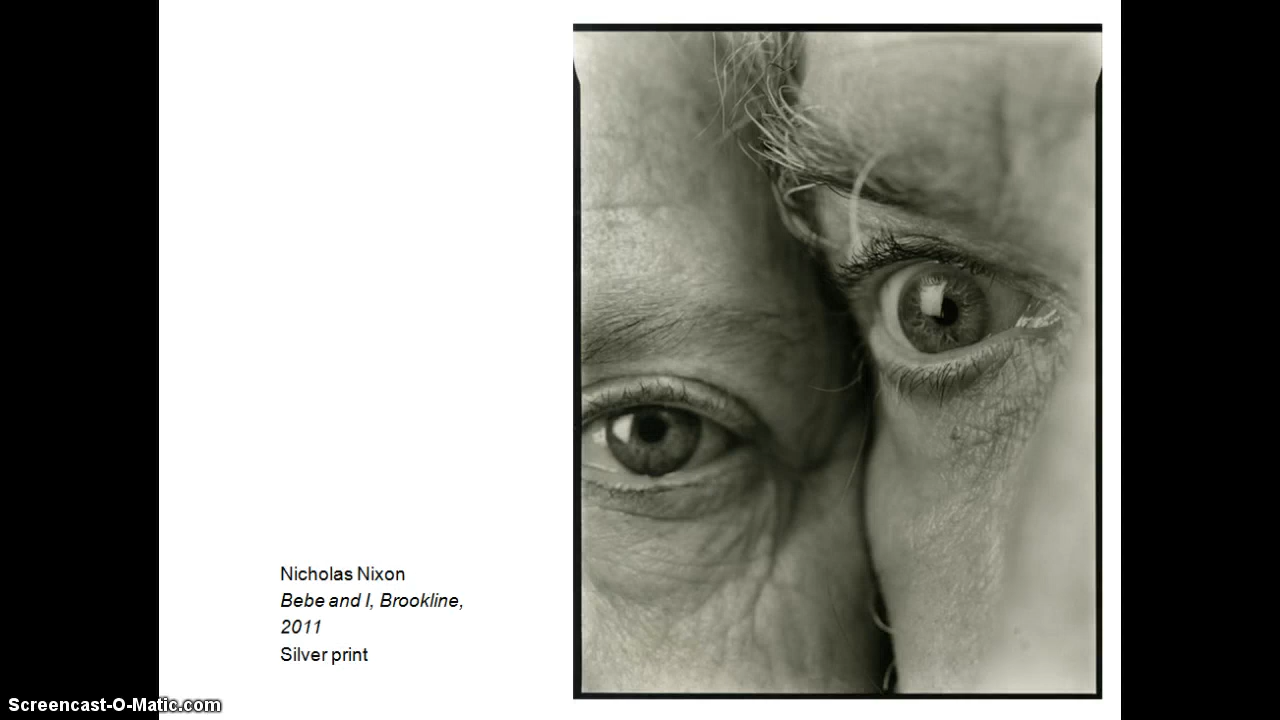 Nicholas Nixon
Bebe and I, Brookline,
2011
Silver print
Screencast-O-Matic.com